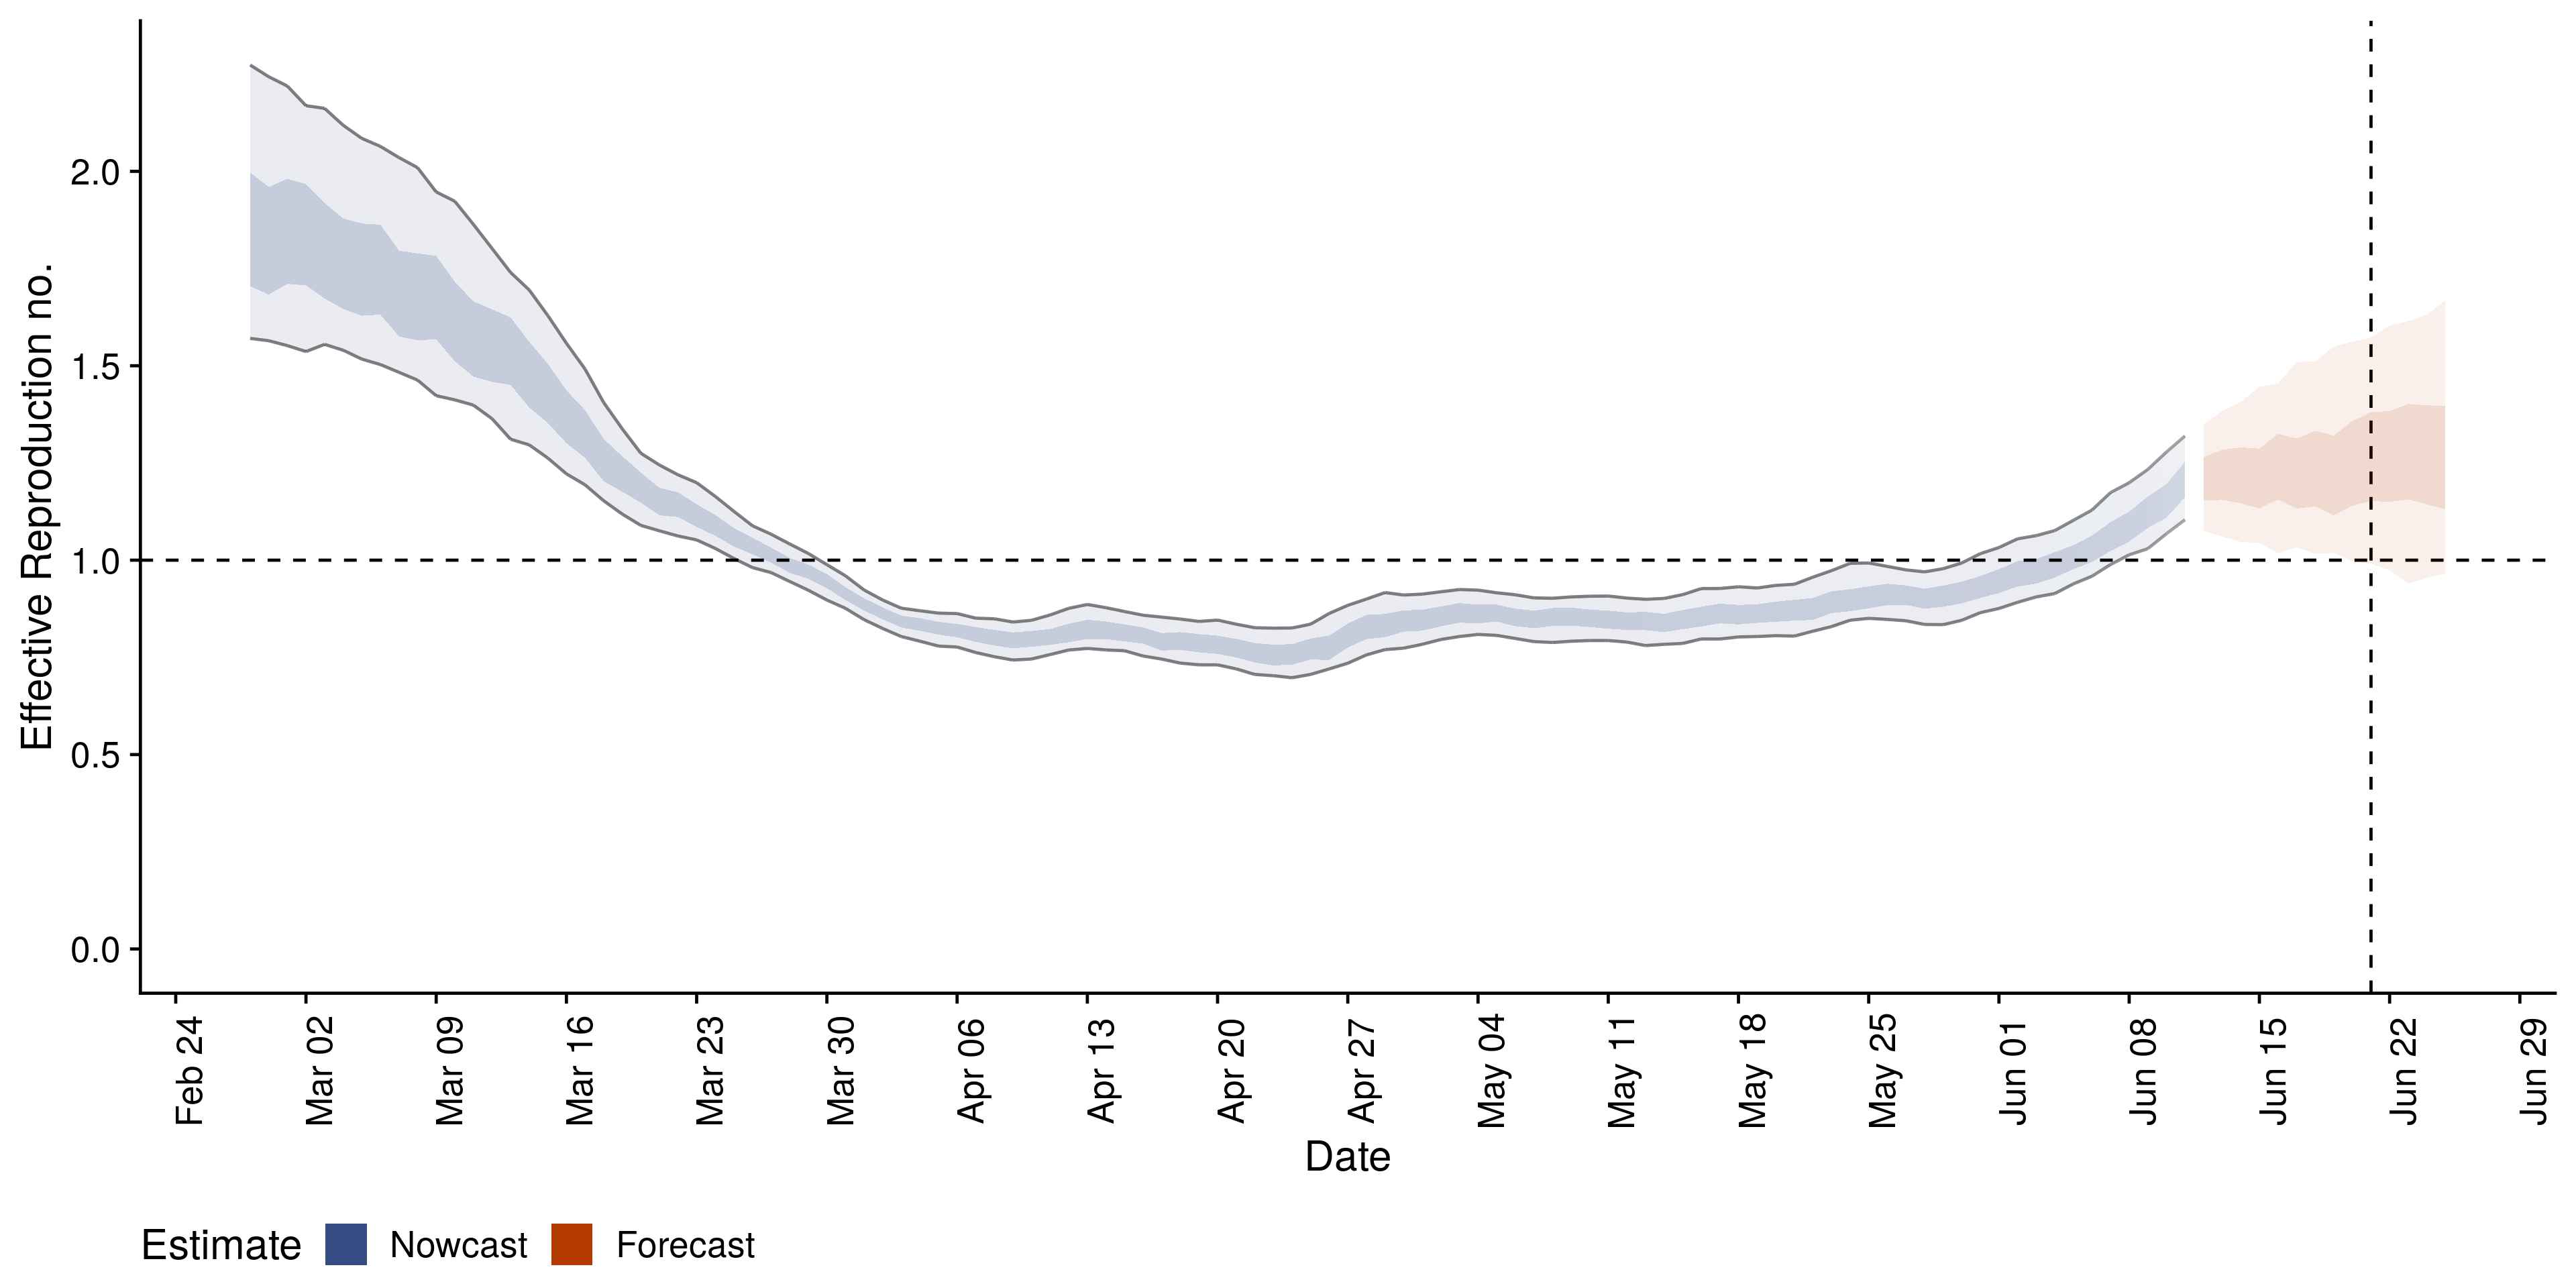 Effective Reproduction no.
2.0
1.5
1.0
0.5
0.0
Feb 24
Mar 02
Mar 09
Mar 16
Mar 23
Mar 30
Apr 06
Apr 13
Apr 20
Apr 27
May 04
May 11
May 18
May 25
Jun 01
Jun 08
Jun 15
Jun 22
Jun 29
Date
Estimate Nowcast Forecast